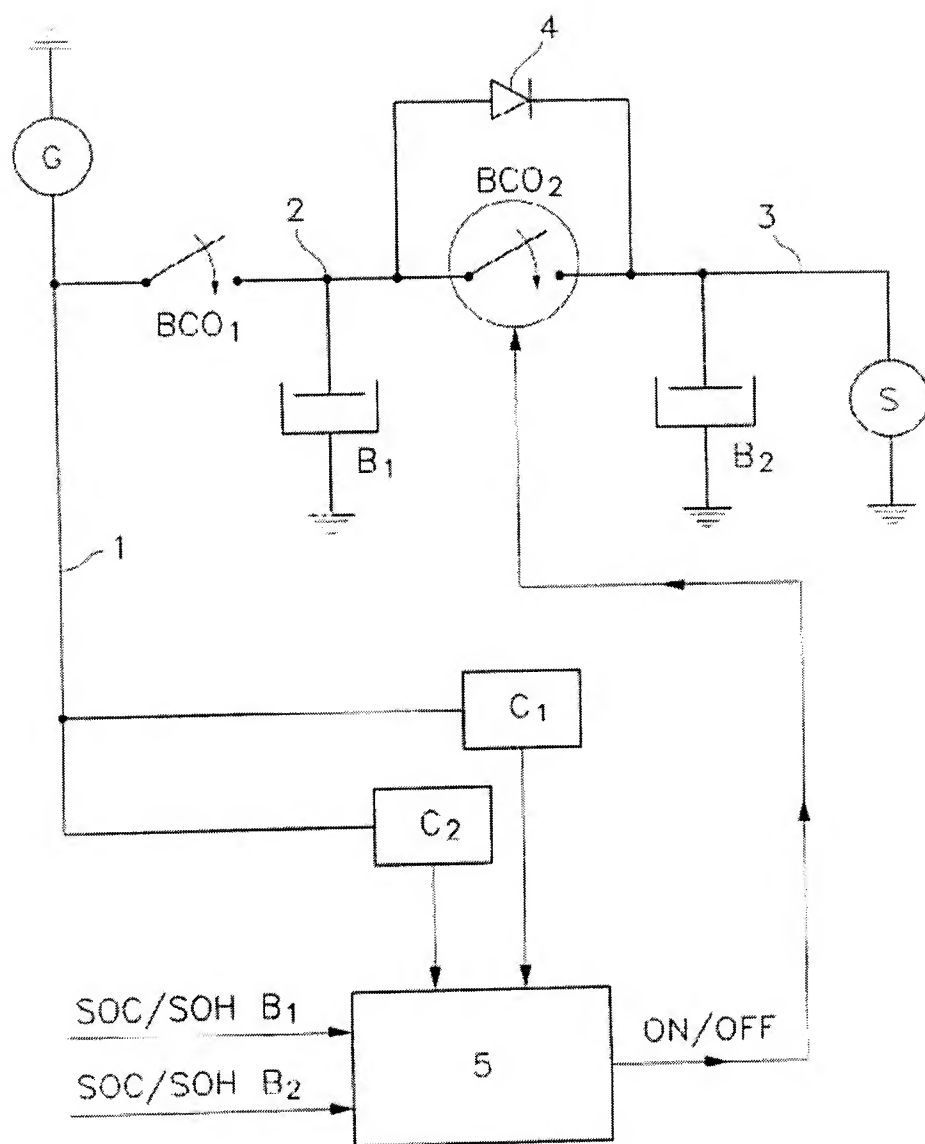 4
G
BCO₂
2
3
BCO₁
S
B₁
B₂
1
C₁
C₂
SOC/SOH B₁
ON/OFF
5
SOC/SOH B₂